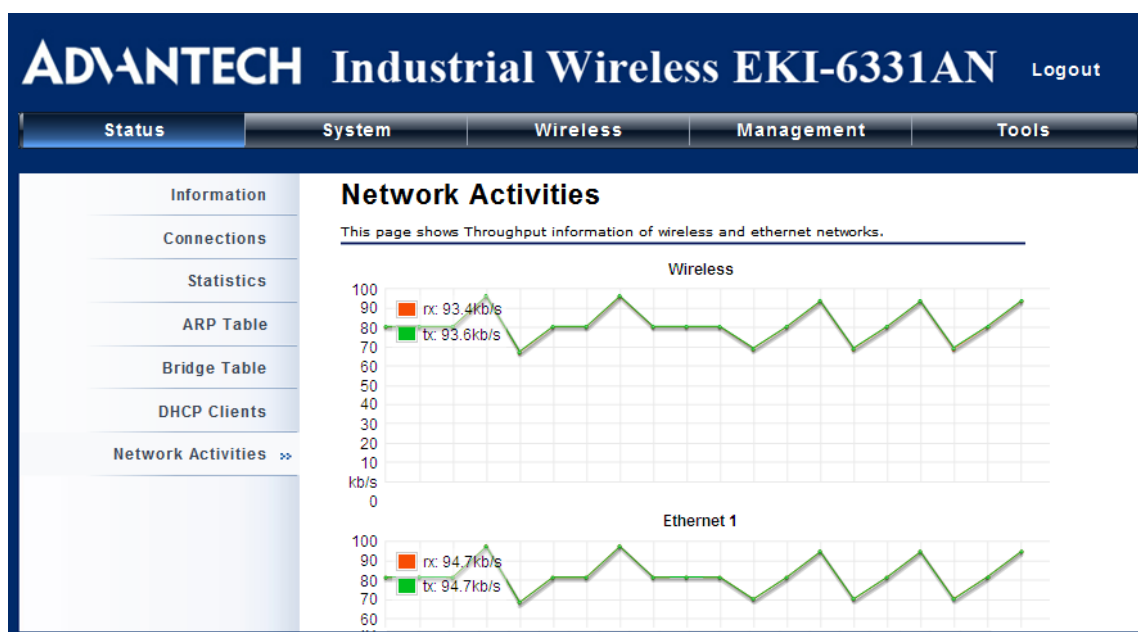 ADVANTECH Industrial Wireless EKI-6331AN Logout
Status System Wireless Management Tools
Information
Connections
Statistics
ARP Table
Bridge Table
DHCP Clients
Network Activities »
Network Activities
This page shows Throughput information of wireless and ethernet networks.
Wireless
100
90
80
70
60
50
40
30
20
10
kb/s
0
rx: 93.4kb/s
tx: 93.6kb/s
Ethernet 1
100
90
80
70
60
rx: 94.7kb/s
tx: 94.7kb/s